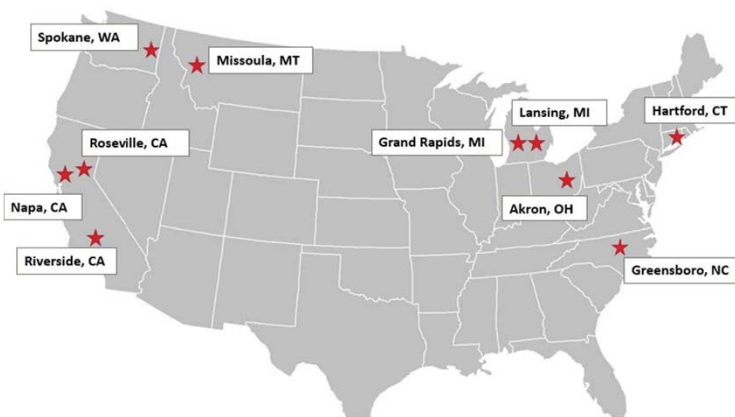 Spokane, WA
Missoula, MT
Lansing, MI
Hartford, CT
Roseville, CA
Grand Rapids, MI
Napa, CA
Akron, OH
Riverside, CA
Greensboro, NC